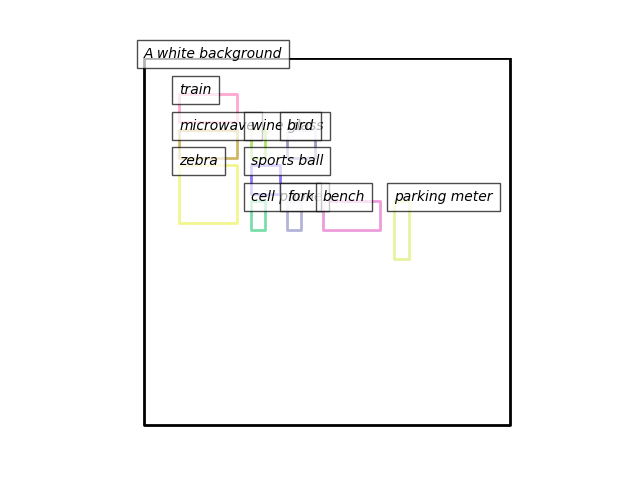 A white background
train
microwave wine glass bird
zebra sports ball
cell phone fork bench parking meter